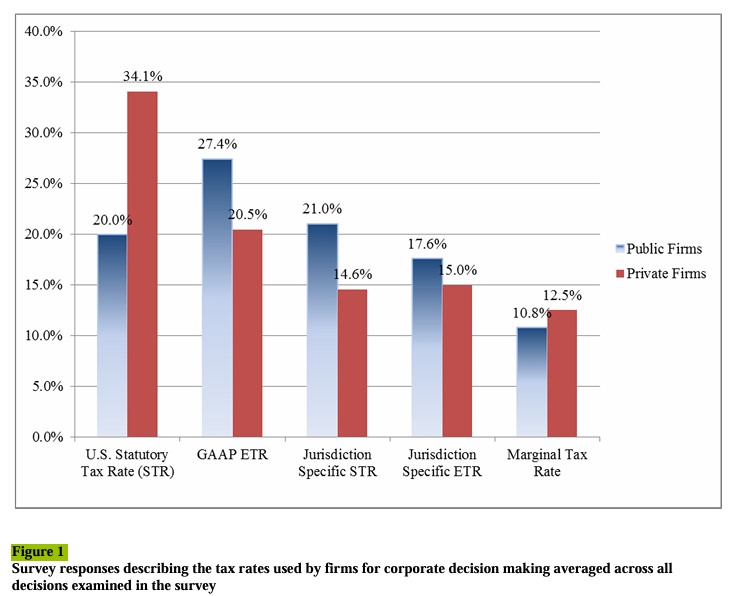 40.0%
35.0%
30.0%
25.0%
20.0%
15.0%
10.0%
5.0%
0.0%
34.1%
27.4%
20.0%
20.5%
21.0%
14.6%
17.6%
15.0%
10.8%
12.5%
U.S. Statutory
Tax Rate (STR)
GAAP ETR
Jurisdiction
Specific STR
Jurisdiction
Specific ETR
Marginal Tax
Rate
Public Firms
Private Firms
Figure 1
Survey responses describing the tax rates used by firms for corporate decision making averaged across all
decisions examined in the survey